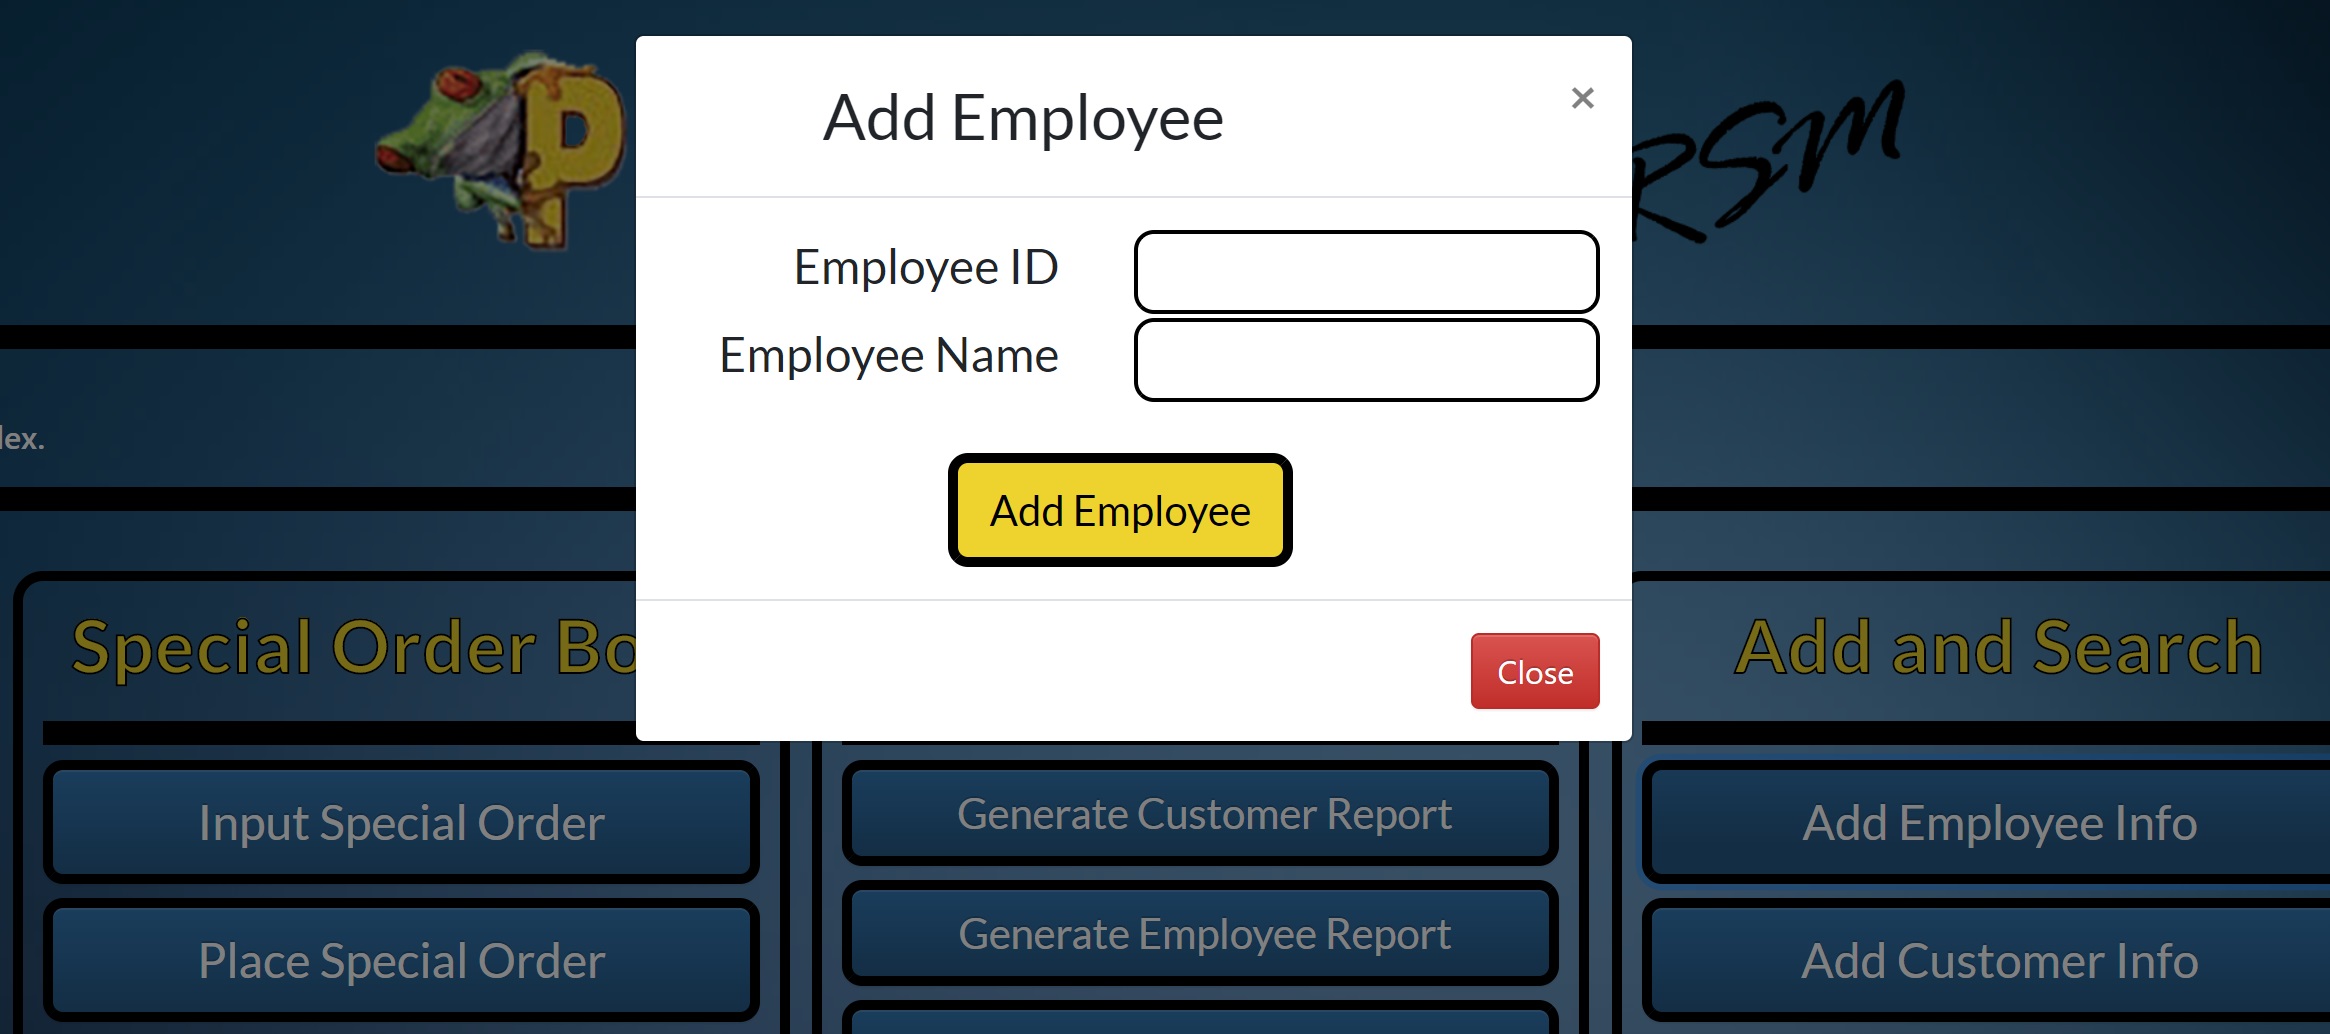 P
RSM
Add Employee
×
Employee ID
Employee Name
lex.
Add Employee
Special Order Bo
Add and Search
Close
Input Special Order
Generate Customer Report
Add Employee Info
Generate Employee Report
Place Special Order
Add Customer Info